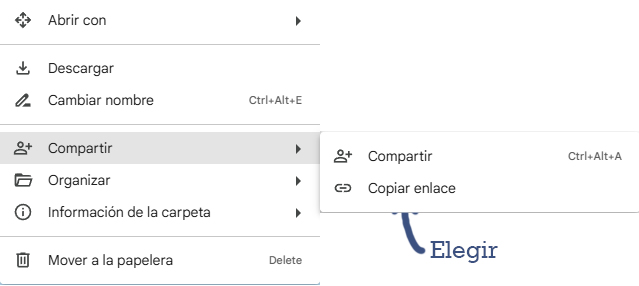 Abrir con
Descargar
Cambiar nombre Ctrl+Alt+E
Compartir
Organizar
Información de la carpeta
Mover a la papelera Delete
Compartir Ctrl+Alt+A
Copiar enlace
Elegir